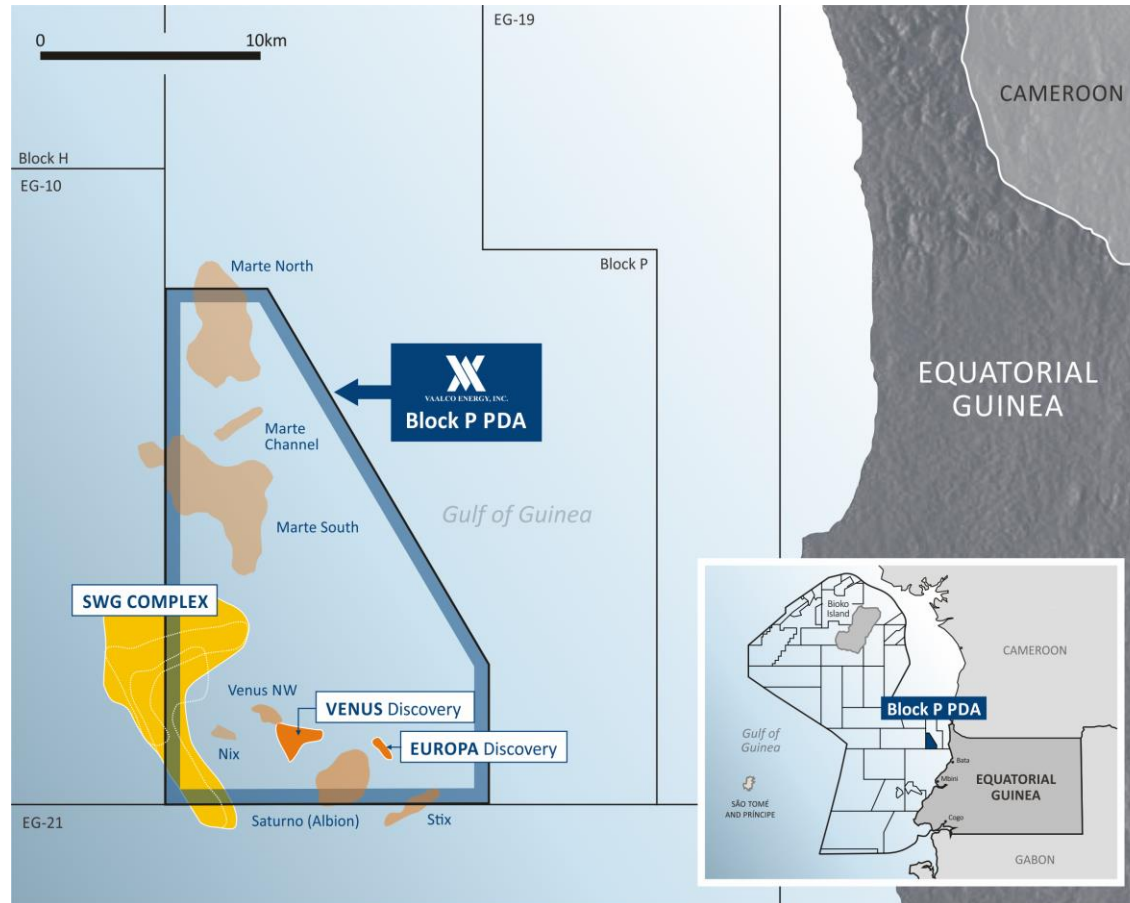 EG-19
0
10km
CAMEROON
Block H
EG-10
Block P
Marte North
VAALCO ENERGY, INC.
Block P PDA
EQUATORIAL
GUINEA
Marte
Channel
Gulf of Guinea
Marte South
SWG COMPLEX
Venus NW
VENUS Discovery
EUROPA Discovery
Nix
EG-21
Saturno (Albion)
Stix
Bioko
Island
CAMEROON
Block P PDA
Gulf of
Guinea
Bata
Mbini
EQUATORIAL
GUINEA
SÃO TOMÉ
AND PRÍNCIPE
Cogo
GABON